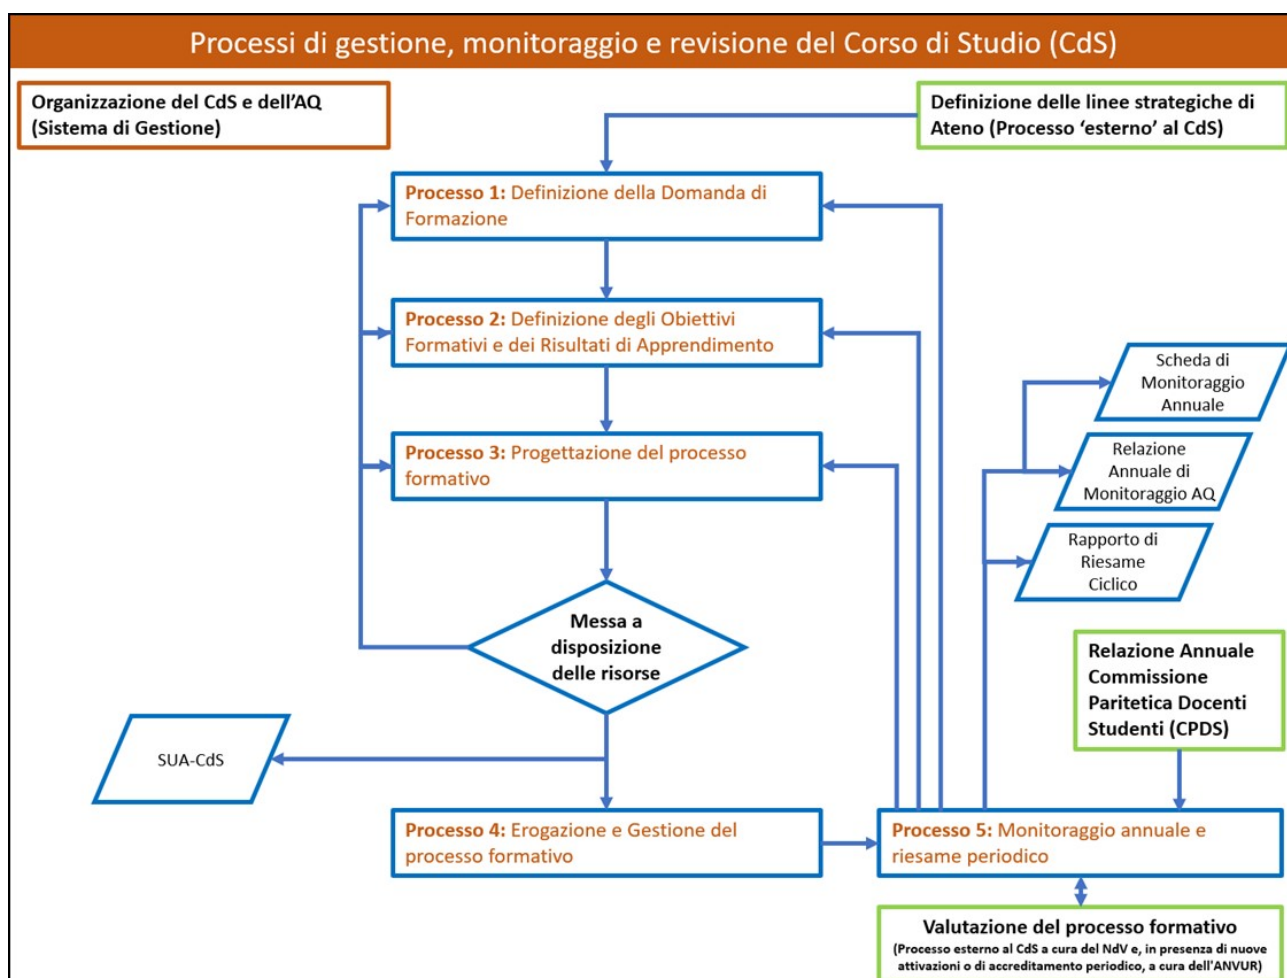 Processi di gestione, monitoraggio e revisione del Corso di Studio (CdS)
Organizzazione del CdS e dell'AQ
(Sistema di Gestione)
Definizione delle linee strategiche di
Ateno (Processo 'esterno' al CdS)
Processo 1: Definizione della Domanda di
Formazione
Processo 2: Definizione degli Obiettivi
Formativi e dei Risultati di Apprendimento
Scheda di
Monitoraggio
Annuale
Processo 3: Progettazione del processo
formativo
Relazione
Annuale di
Monitoraggio AQ
Rapporto di
Riesame
Ciclico
Messa a
disposizione
delle risorse
Relazione Annuale
Commissione
Paritetica Docenti
Studenti (CPDS)
SUA-CdS
Processo 4: Erogazione e Gestione del
processo formativo
Processo 5: Monitoraggio annuale e
riesame periodico
Valutazione del processo formativo
(Processo esterno al CdS a cura del NdV e, in presenza di nuove
attivazioni o di accreditamento periodico, a cura dell'ANVUR)